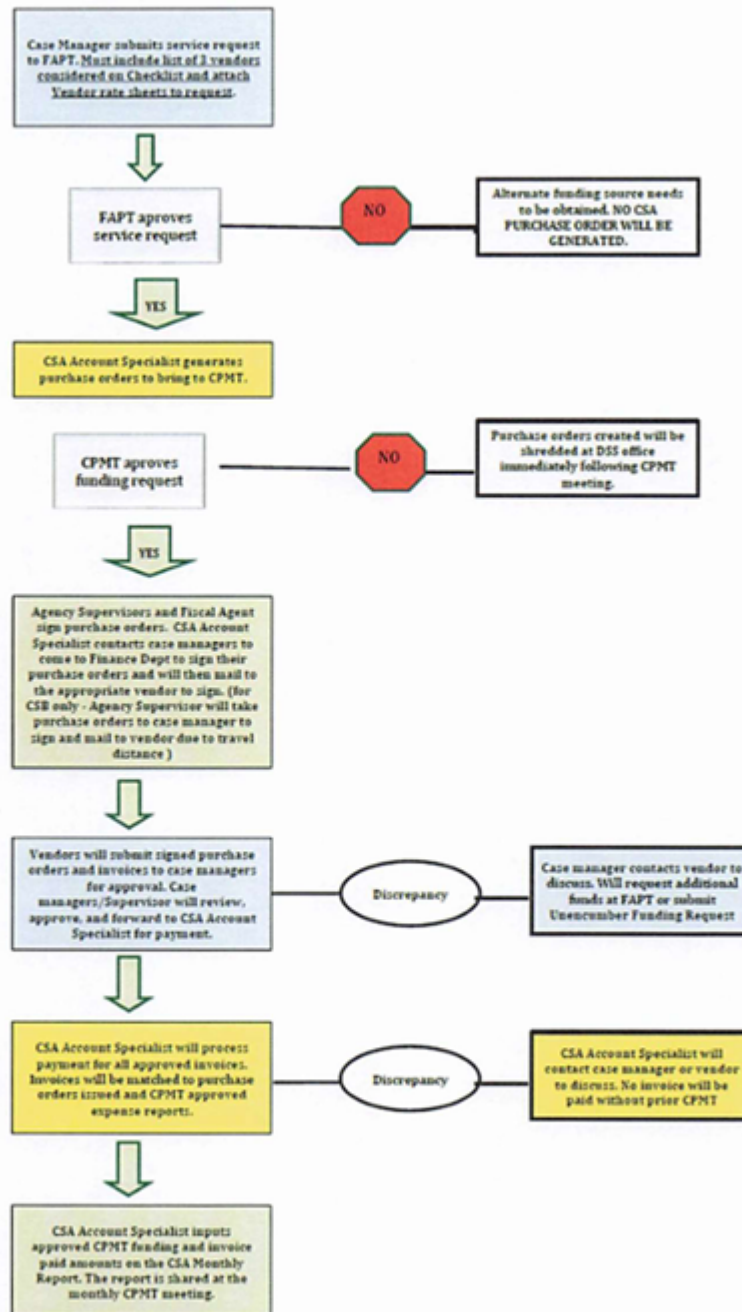 Case Manager submits service request
to FAPT. Must include list of 3 vendors
considered on Checklist and attach
Vendor rate sheets to request.
FAPT aproves
service request
NO
Alternate funding source needs
to be obtained. NO CSA
PURCHASE ORDER WILL BE
GENERATED.
YES
CSA Account Specialist generates
purchase orders to bring to CPMT.
CPMT aproves
funding request
NO
Purchase orders created will be
shredded at DSS office
immediately following CPMT
meeting.
YES
Agency Supervisors and Fiscal Agent
sign purchase orders. CSA Account
Specialist contacts case managers to
come to Finance Dept to sign their
purchase orders and will then mail to
the appropriate vendor to sign. (for
CSB only - Agency Supervisor will take
purchase orders to case manager to
sign and mail to vendor due to travel
distance )
Vendors will submit signed purchase
orders and invoices to case managers
for approval. Case
managers/Supervisor will review,
approve, and forward to CSA Account
Specialist for payment.
Discrepancy
Case manager contacts vendor to
discuss. Will request additional
funds at FAPT or submit
Unencumber Funding Request
CSA Account Specialist will process
payment for all approved invoices.
Invoices will be matched to purchase
orders issued and CPMT approved
expense reports.
Discrepancy
CSA Account Specialist will
contact case manager or vendor
to discuss. No invoice will be
paid without prior CPMT
CSA Account Specialist inputs
approved CPMT funding and invoice
paid amounts on the CSA Monthly
Report. The report is shared at the
monthly CPMT meeting.